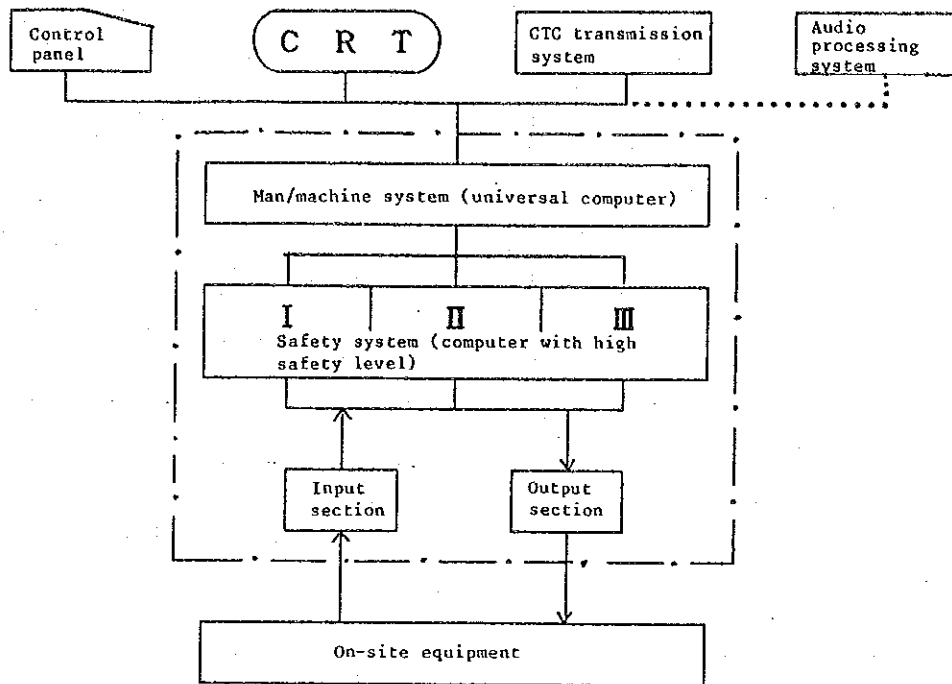 Control
panel
C R T
CTC transmission
system
Audio
processing
system
Man/machine system (universal computer)
I
II
III
Safety system (computer with high
safety level)
Input
section
Output
section
On-site equipment